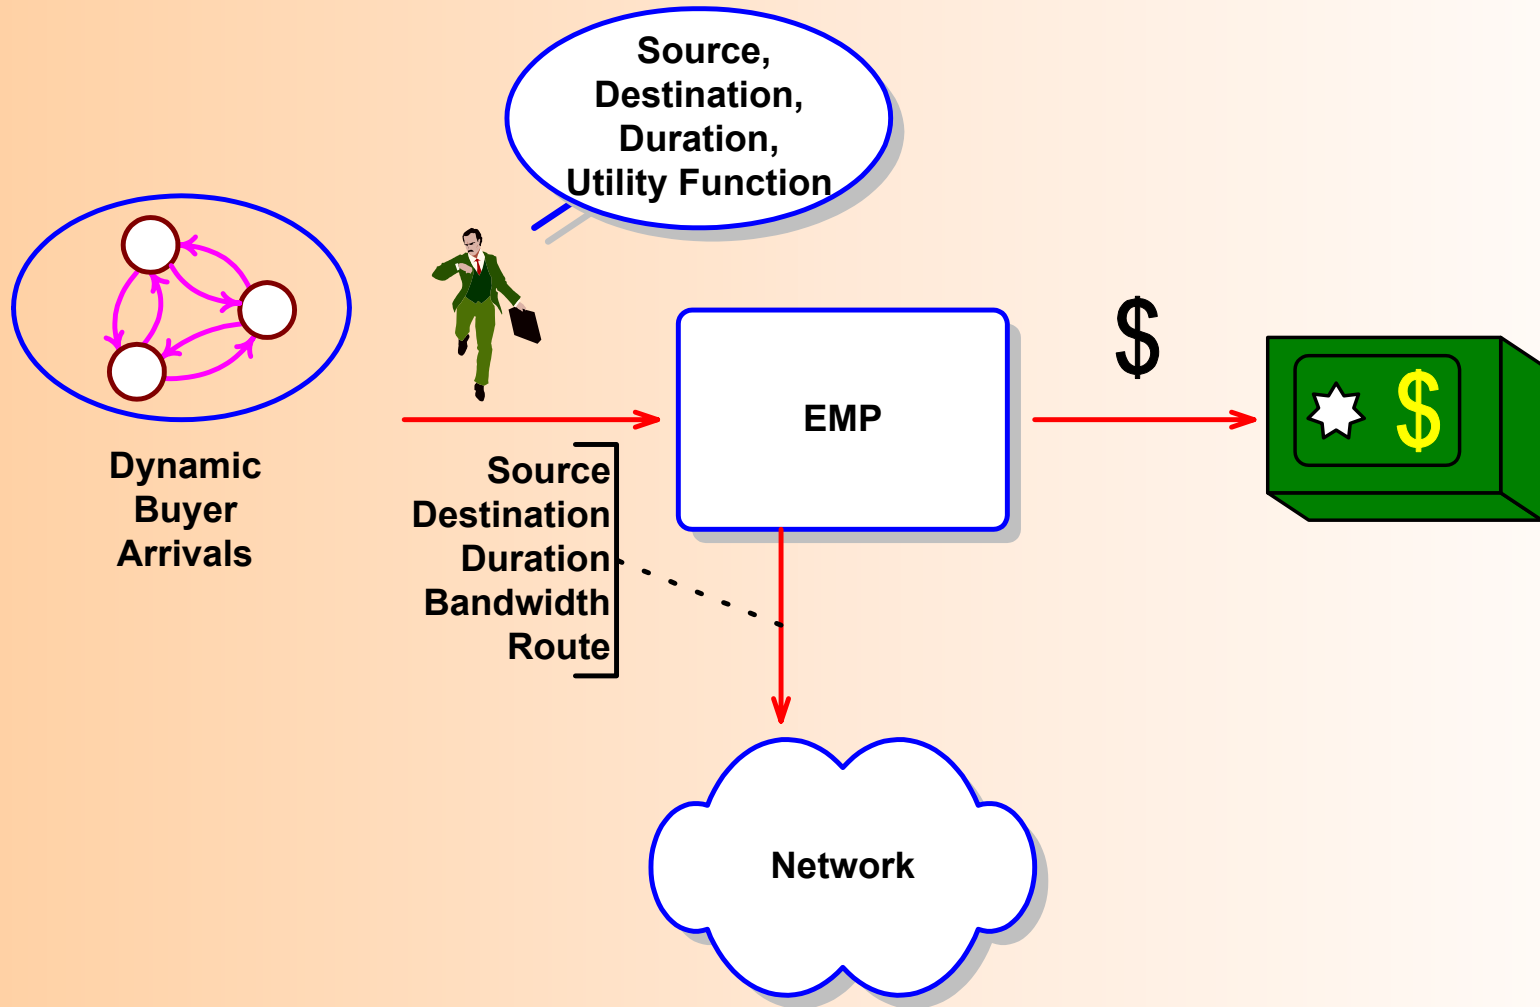 Source,
Destination,
Duration,
Utility Function
Dynamic
Buyer
Arrivals
Source
Destination
Duration
Bandwidth
Route
EMP
$
$
Network